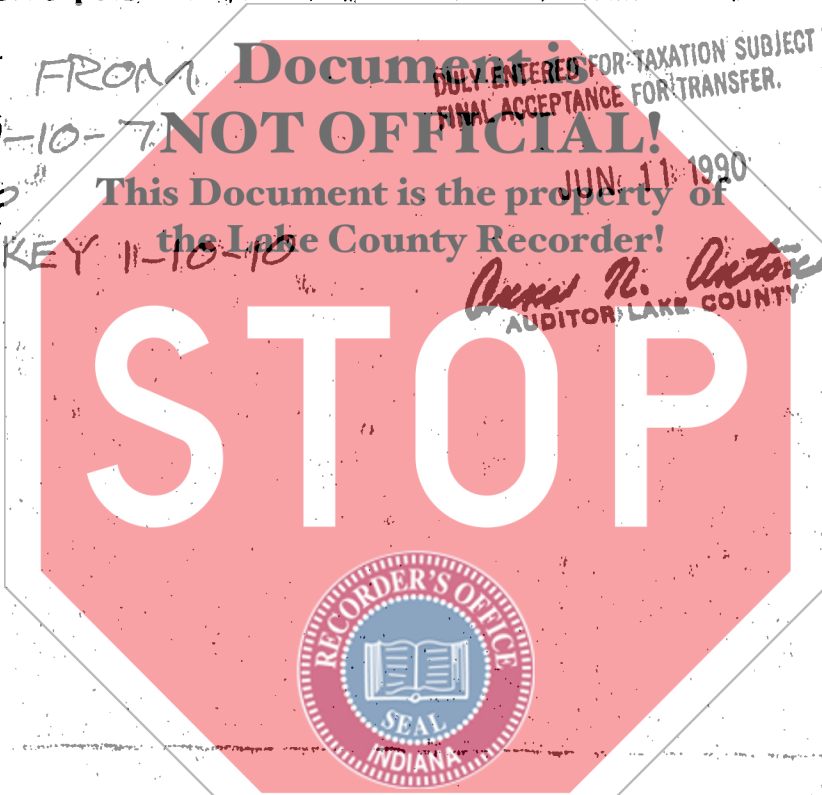 FROM
Document is
NOT OFFICIAL!
This Document is the property of
the Lake County Recorder!
DULY ENTERED FOR TAXATION SUBJECT
FINAL ACCEPTANCE FOR TRANSFER.
JUN 11 1990
-10-7
KEY 11-10-10
Anna N.
AUDITOR LAKE COUNTY
STOP
RECORDER'S OFFICE
SEAL
INDIANA